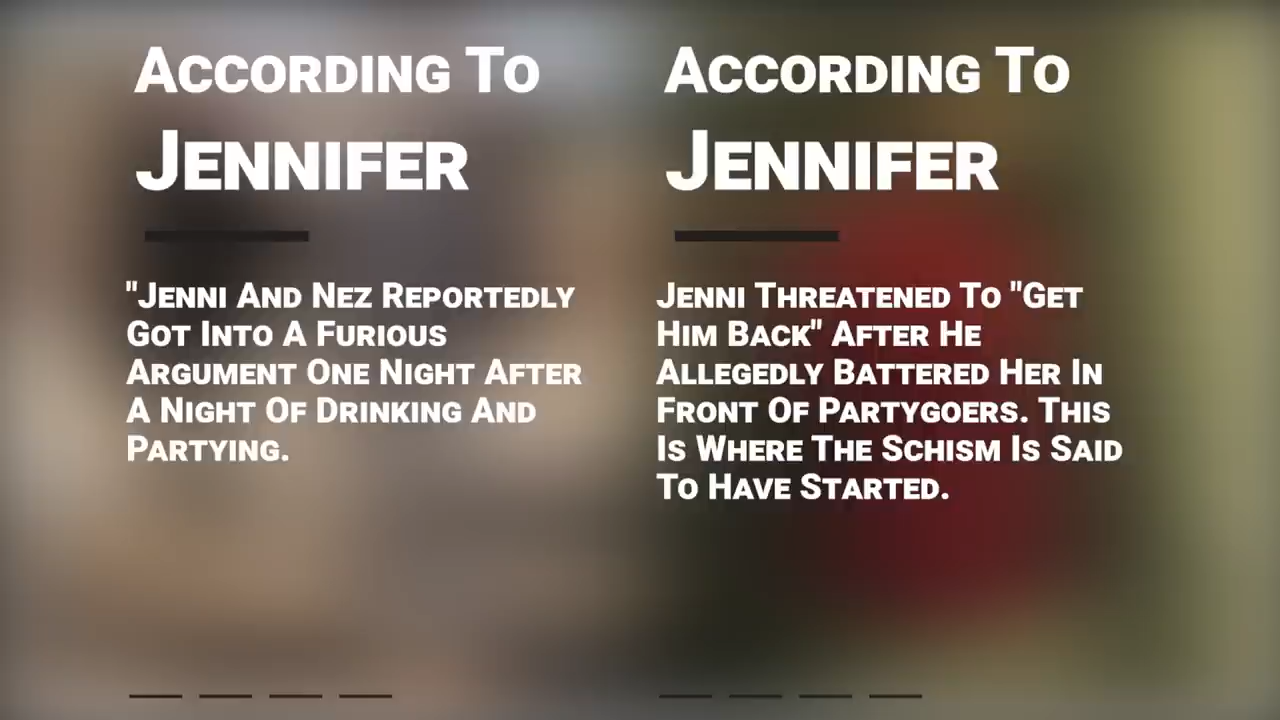 According To
Jennifer
"Jenni And Nez Reportedly
Got Into A Furious
Argument One Night After
A Night Of Drinking And
Partying.
According To
Jennifer
Jenni Threatened To "Get
Him Back" After He
Allegedly Battered Her In
Front Of Partygoers. This
Is Where The Schism Is Said
To Have Started.